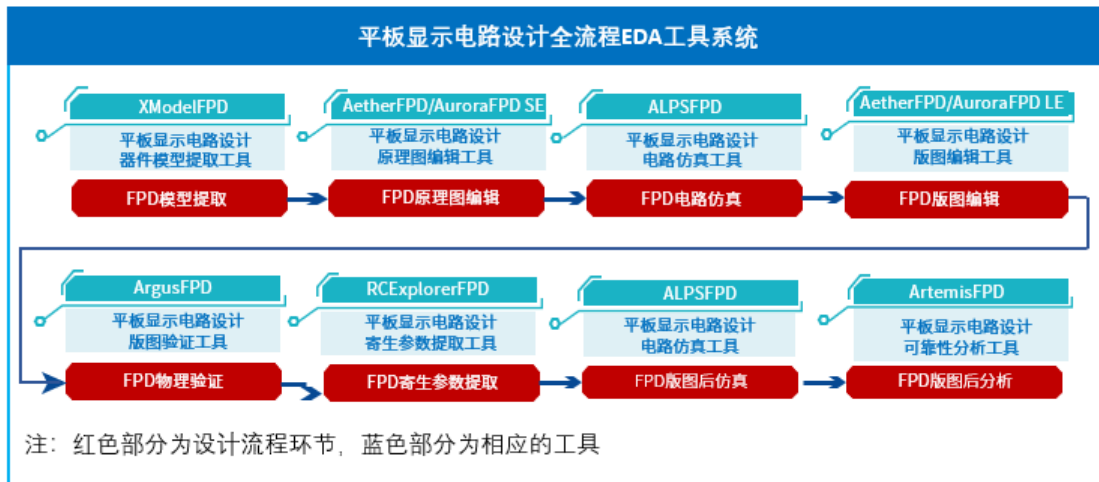 平板显示电路设计全流程EDA工具系统
XModelFPD
平板显示电路设计
器件模型提取工具
FPD模型提取
AetherFPD/AuroraFPD SE
平板显示电路设计
原理图编辑工具
FPD原理图编辑
ALPSFPD
平板显示电路设计
电路仿真工具
FPD电路仿真
AetherFPD/AuroraFPD LE
平板显示电路设计
版图编辑工具
FPD版图编辑
ArgusFPD
平板显示电路设计
版图验证工具
FPD物理验证
RCExplorerFPD
平板显示电路设计
寄生参数提取工具
FPD寄生参数提取
ALPSFPD
平板显示电路设计
电路仿真工具
FPD版图后仿真
ArtemisFPD
平板显示电路设计
可靠性分析工具
FPD版图后分析
注：红色部分为设计流程环节，蓝色部分为相应的工具